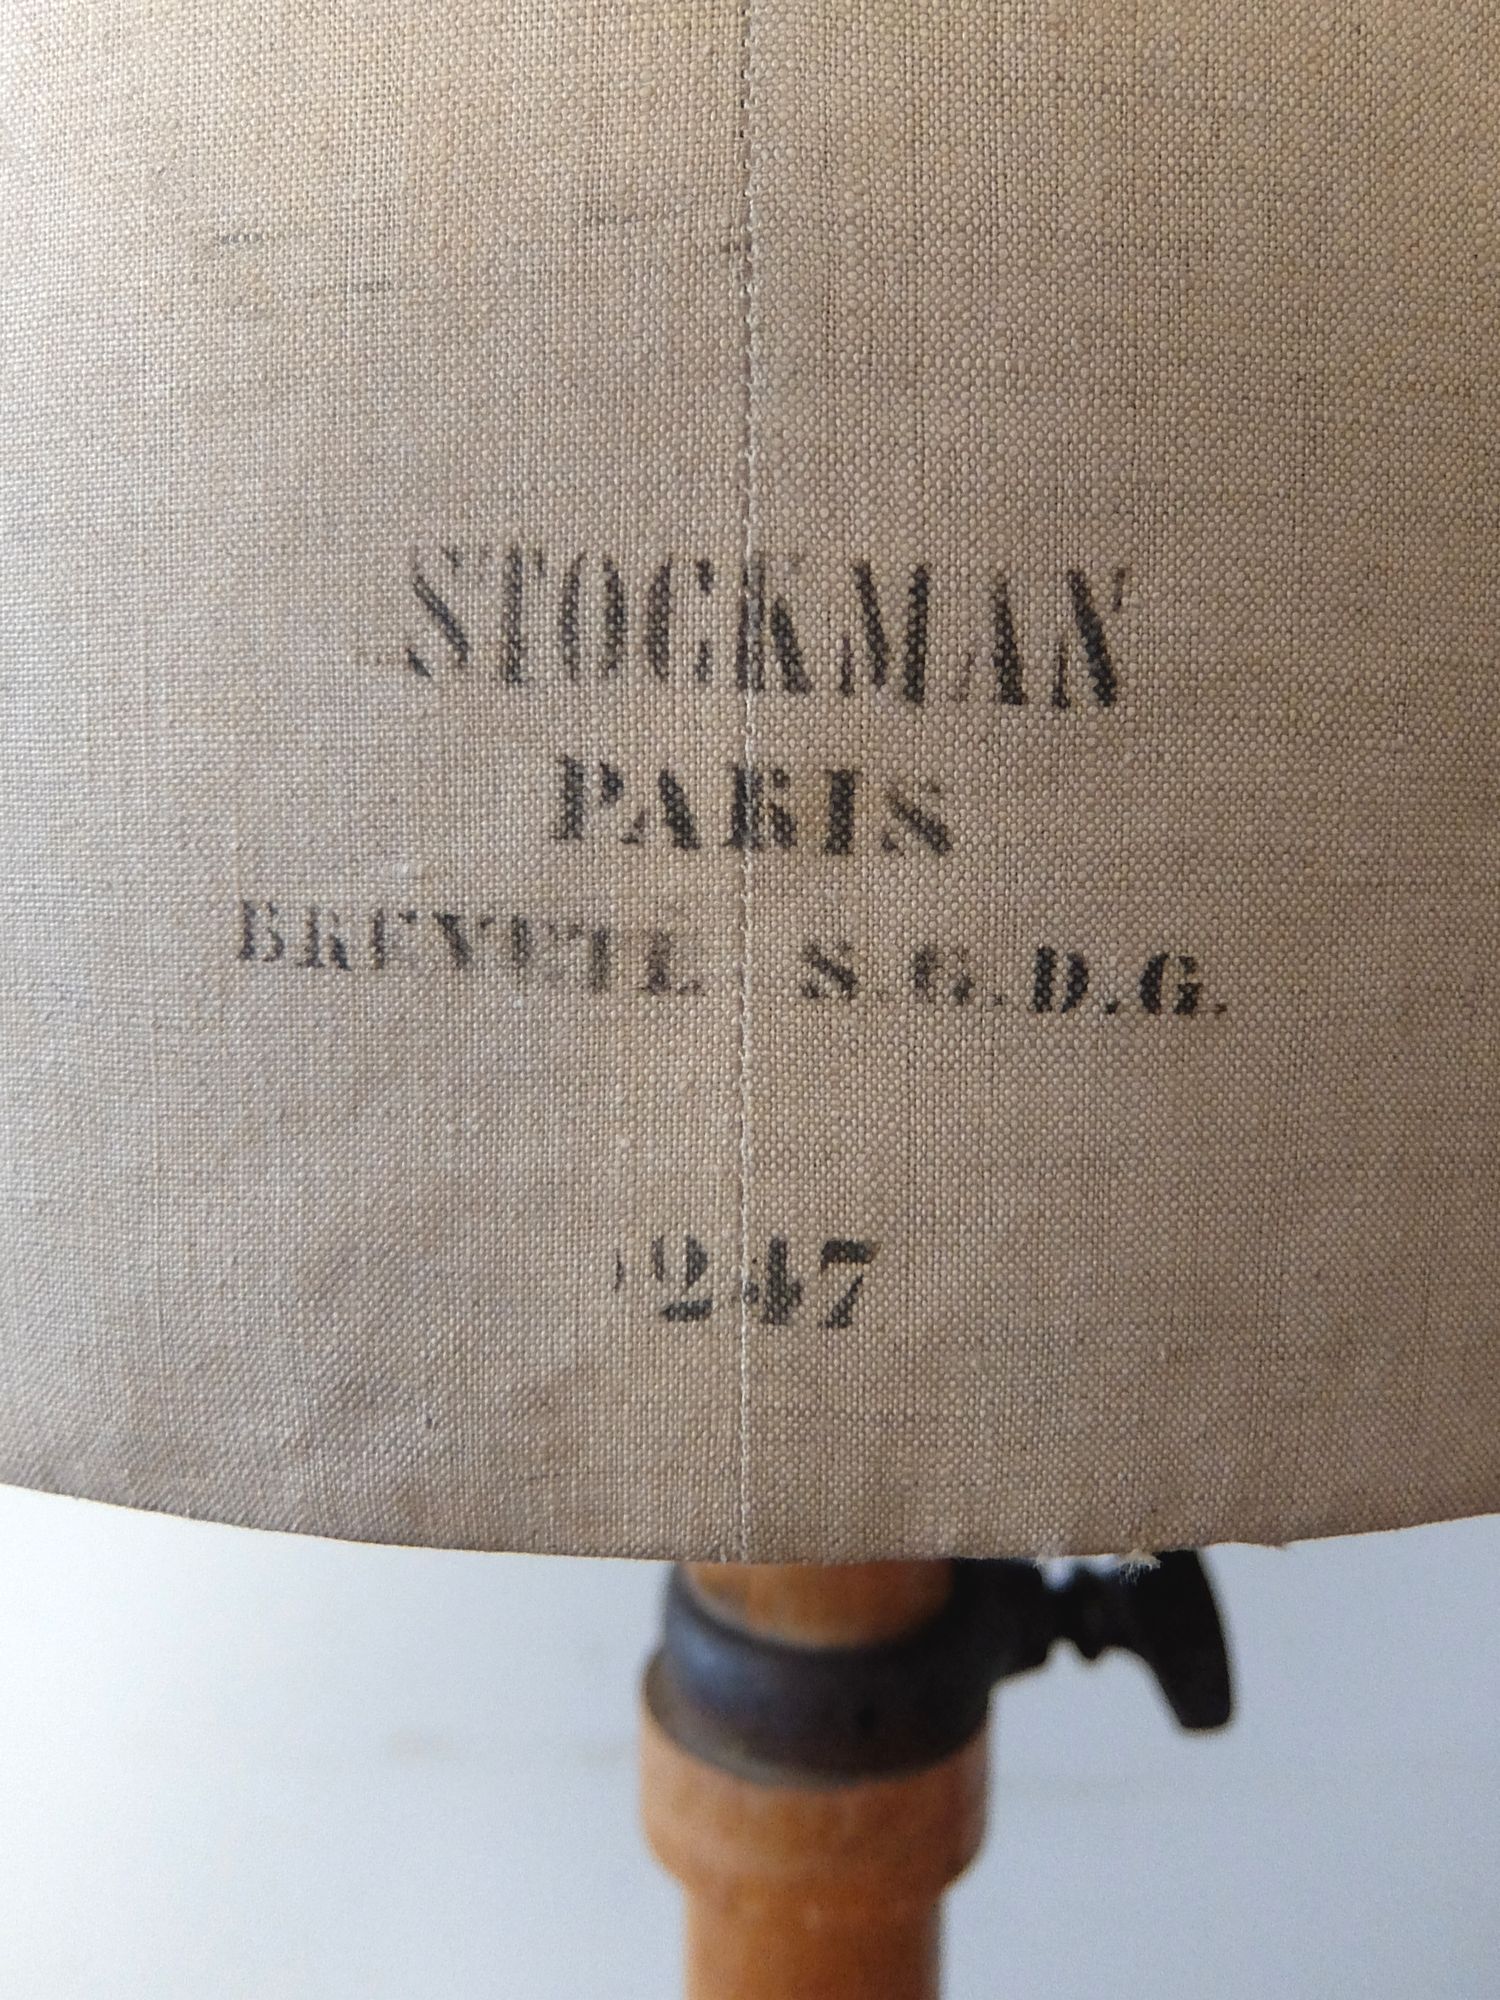 STOCKMAN
PARIS
BREVETE S.G.D.G.
247